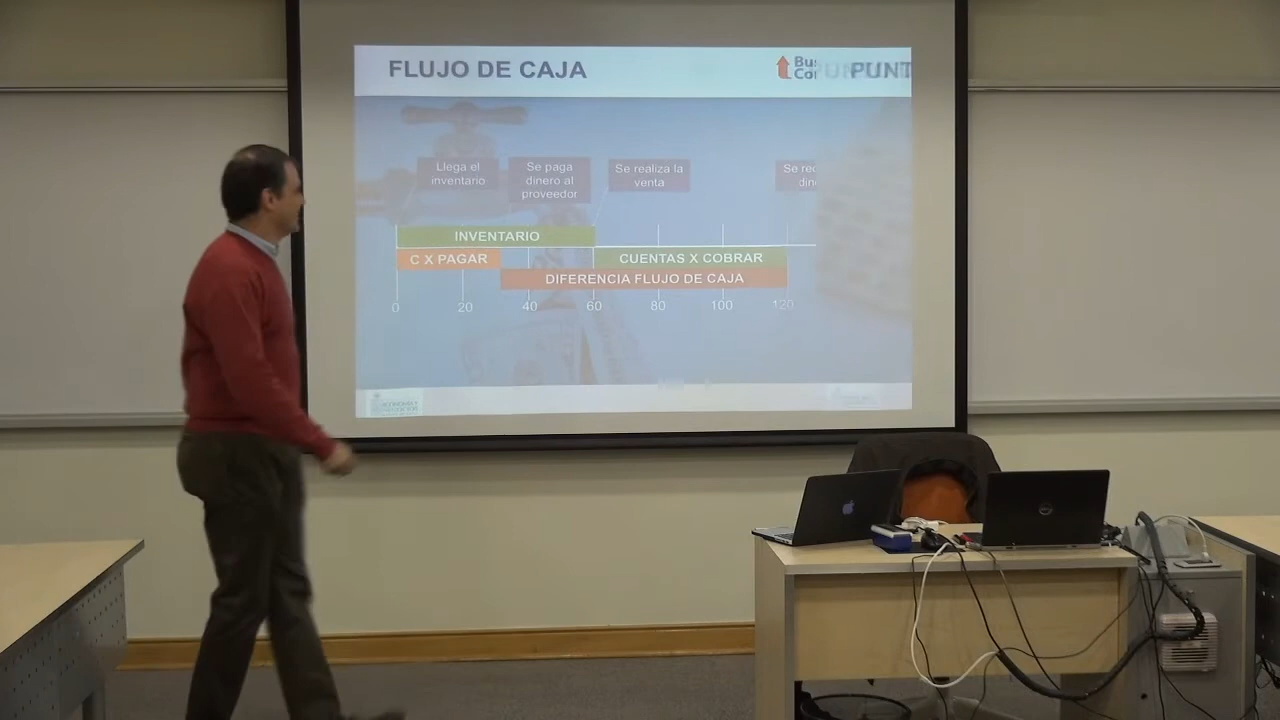 FLUJO DE CAJA
PUNT
Llega el
inventario
Se paga
dinero al
proveedor
Se realiza la
venta
INVENTARIO
C X PAGAR
CUENTAS X COBRAR
DIFERENCIA FLUJO DE CAJA
0 20 40 60 80 100 120